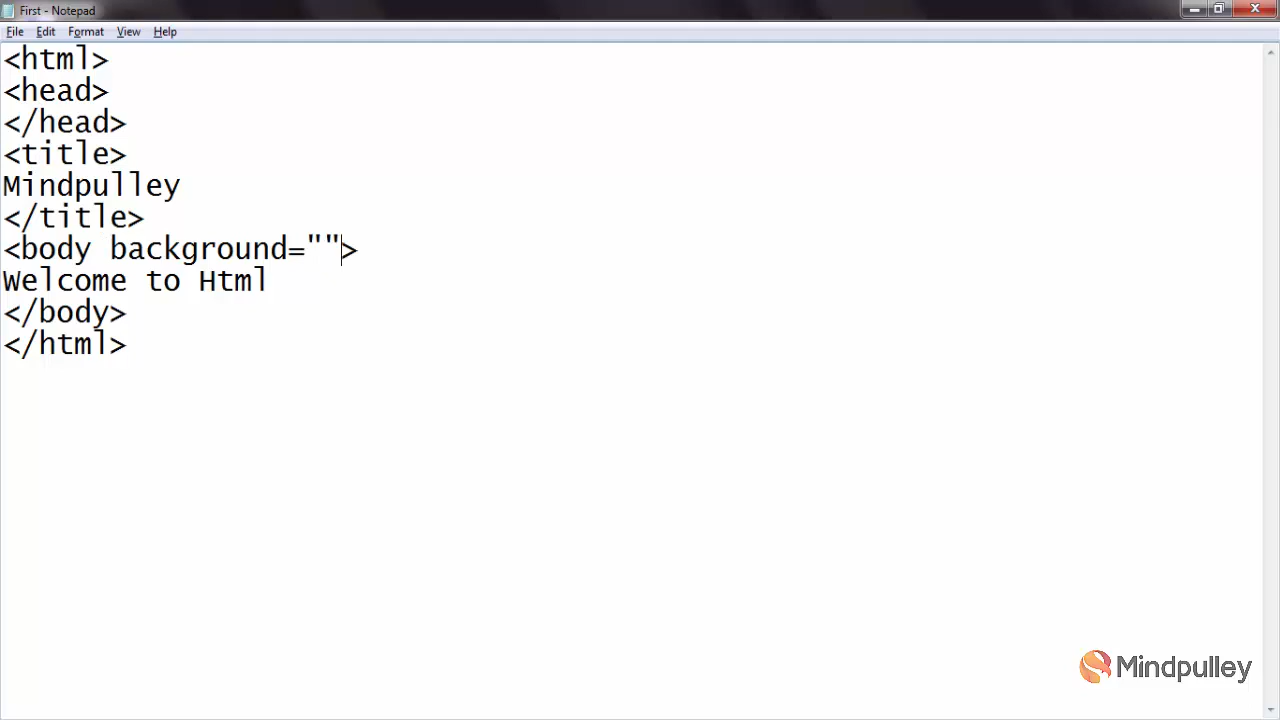 First - Notepad
File Edit Format View Help
<html>
<head>
</head>
<title>
Mindpulley
</title>
<body background="">
Welcome to Html
</body>
</html>
Mindpulley